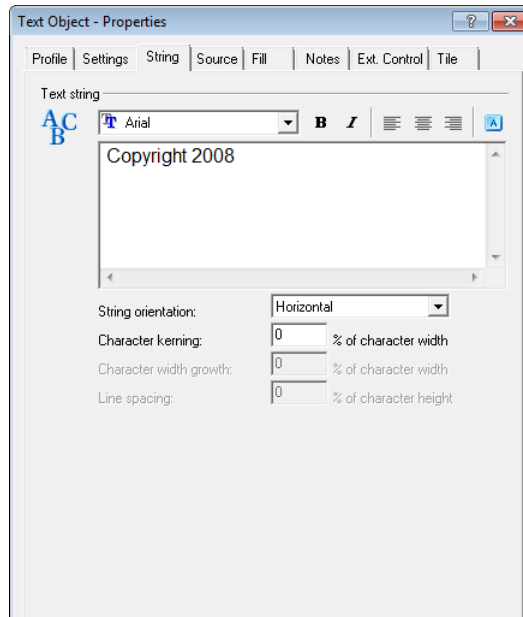 Text Object - Properties
Profile Settings String Source Fill Notes Ext. Control Tile
Text string
ABC Arial B I A
Copyright 2008
String orientation: Horizontal
Character kerning: 0 % of character width
Character width growth: 0 % of character width
Line spacing: 0 % of character height